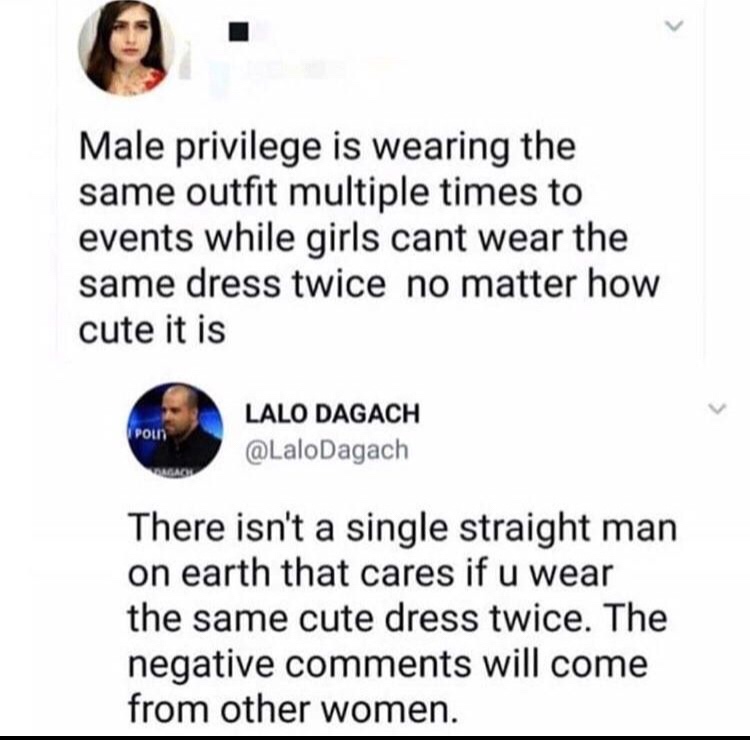 Male privilege is wearing the
same outfit multiple times to
events while girls cant wear the
same dress twice no matter how
cute it is
POLIT
DAGACH
LALO DAGACH
@LaloDagach
There isn't a single straight man
on earth that cares if u wear
the same cute dress twice. The
negative comments will come
from other women.